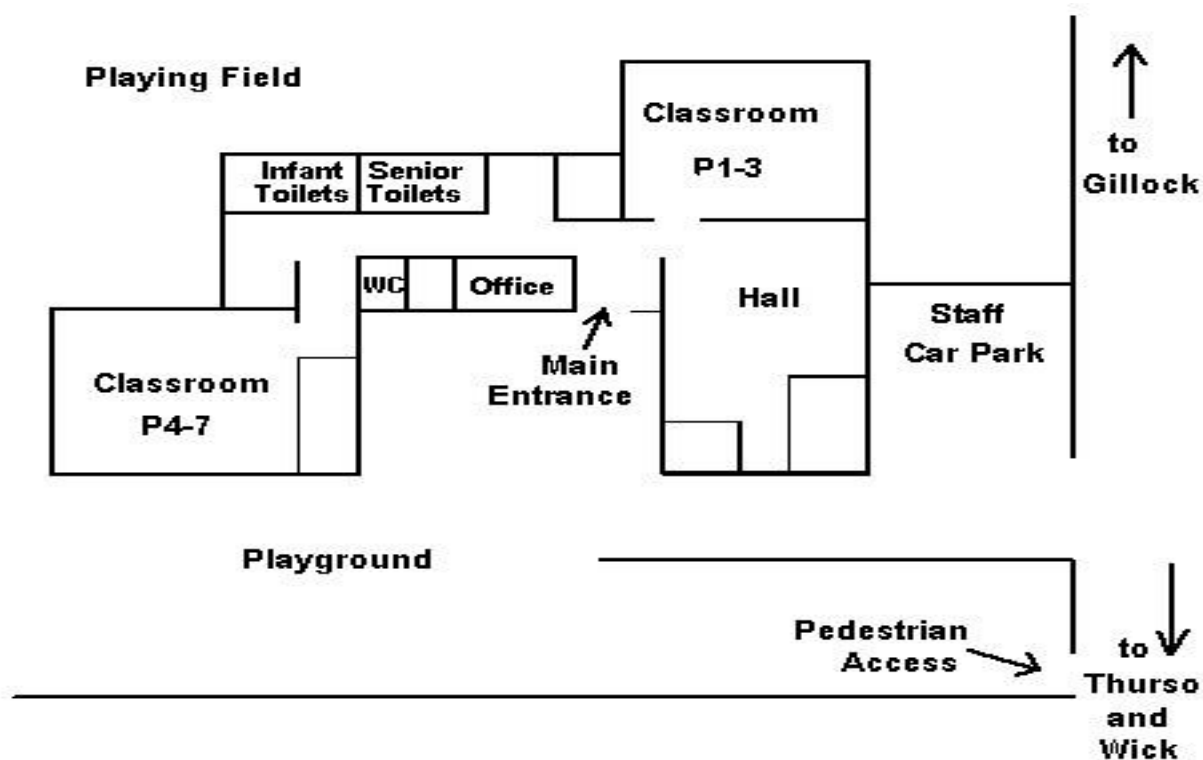 Playing Field
Classroom
P1-3
to
Gillock
Infant
Toilets
Senior
Toilets
WC
Office
Hall
Main
Entrance
Staff
Car Park
Classroom
P4-7
Playground
Pedestrian
Access
to
Thurso
and
Wick